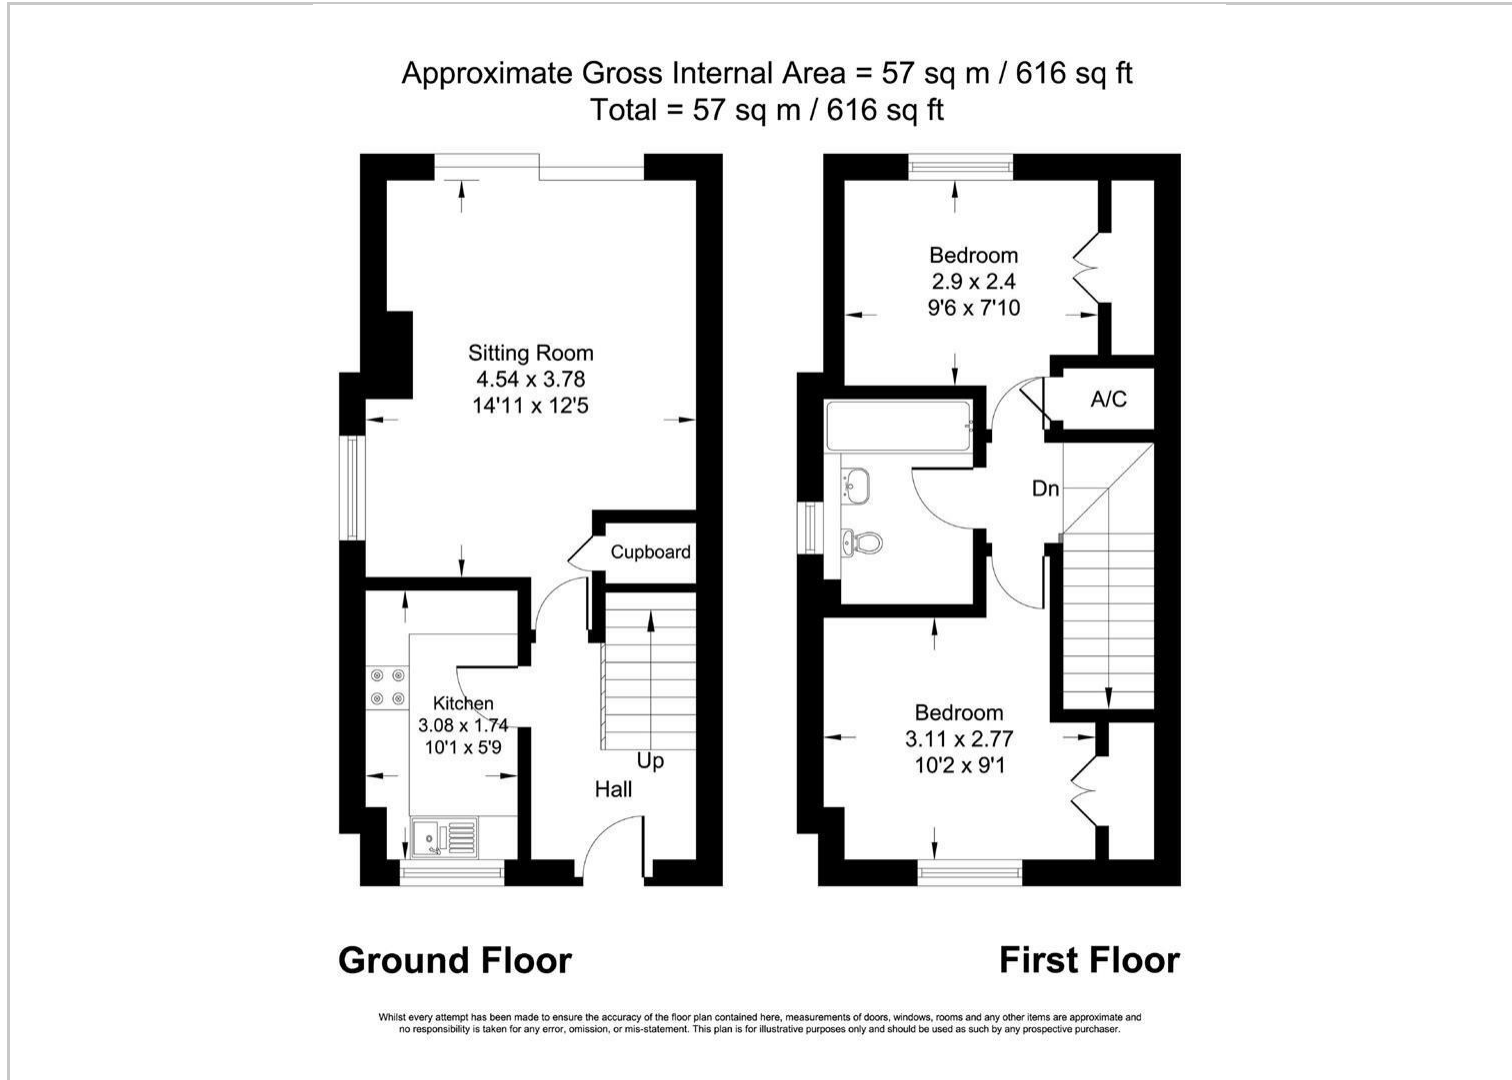 Approximate Gross Internal Area = 57 sq m / 616 sq ft
Total = 57 sq m / 616 sq ft
Sitting Room
4.54 x 3.78
14'11 x 12'5
Cupboard
Kitchen
3.08 x 1.74
10'1 x 5'9
Up
Hall
Bedroom
2.9 x 2.4
9'6 x 7'10
A/C
Dn
Bedroom
3.11 x 2.77
10'2 x 9'1
Ground Floor
First Floor
Whilst every attempt has been made to ensure the accuracy of the floor plan contained here, measurements of doors, windows, rooms and any other items are approximate and
no responsibility is taken for any error, omission, or mis-statement. This plan is for illustrative purposes only and should be used as such by any prospective purchaser.